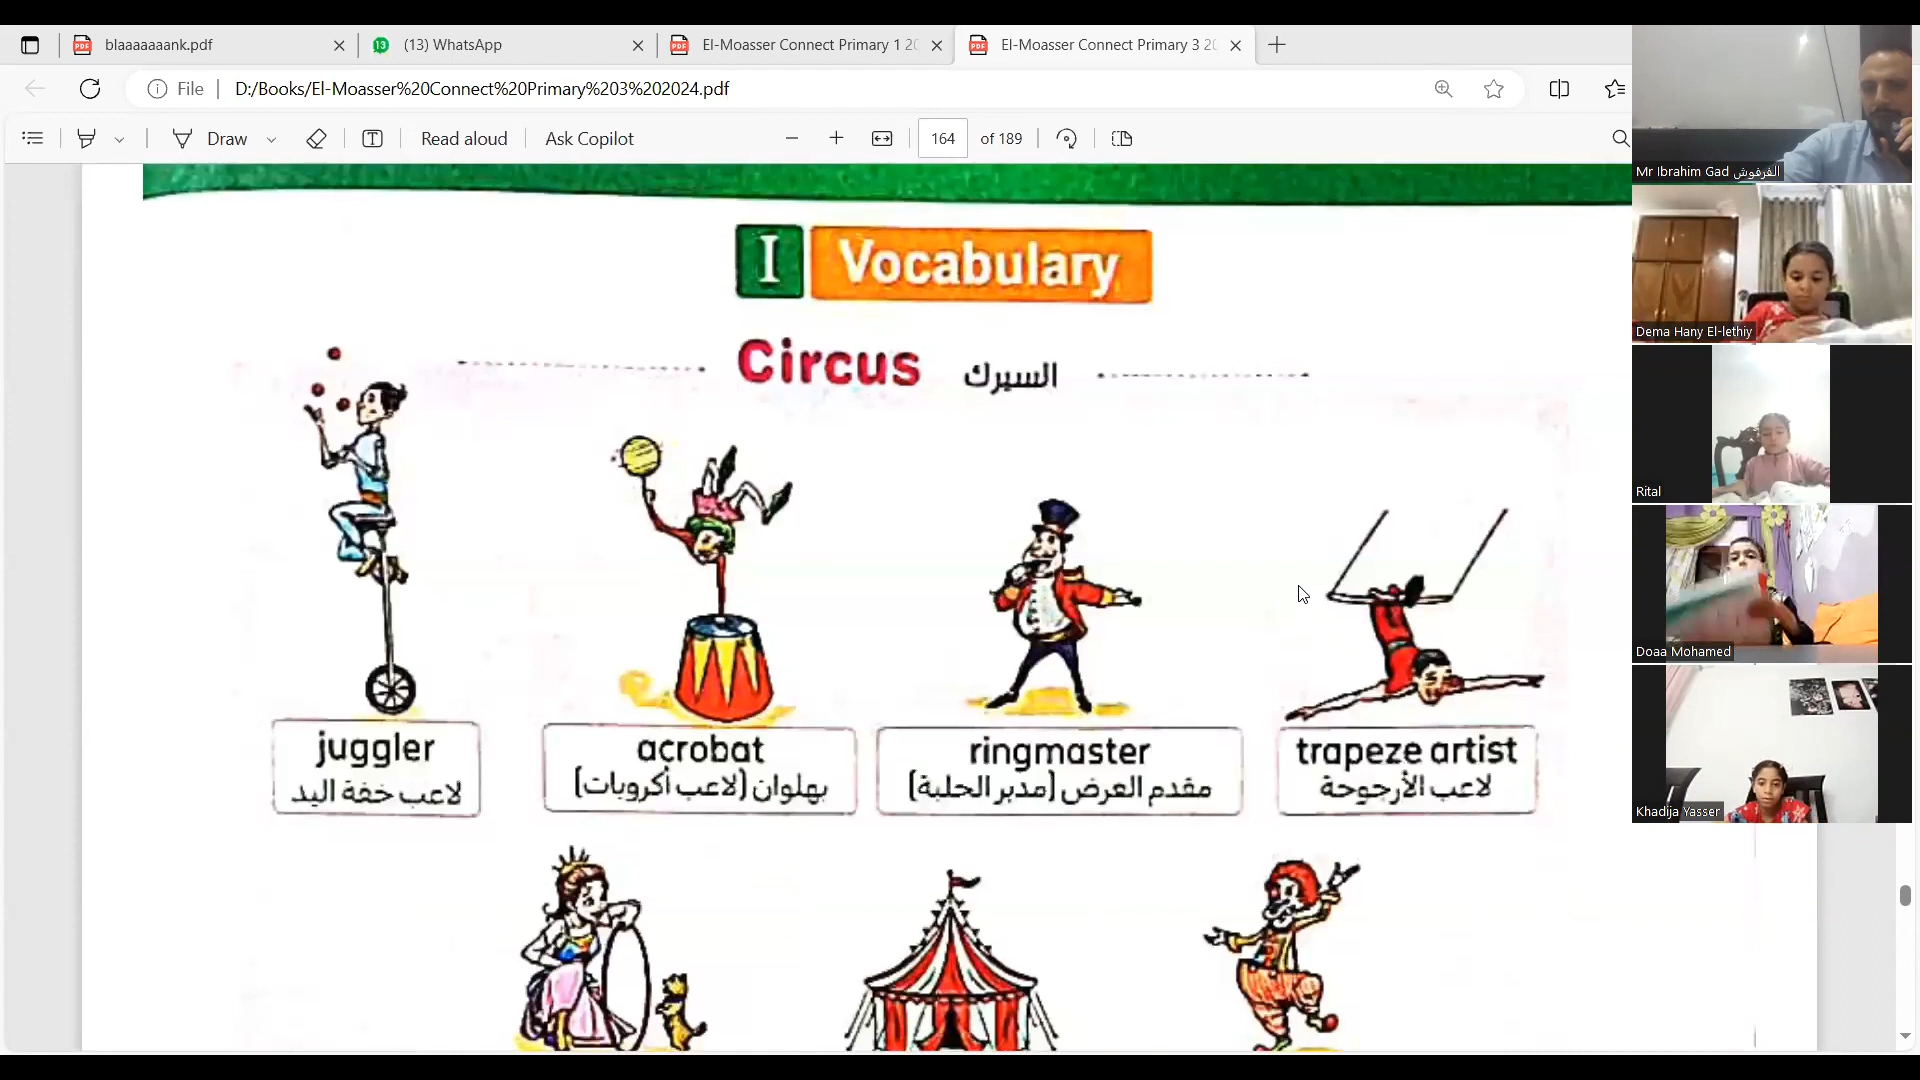 blaaaaaaank.pdf
(13) WhatsApp
El-Moasser Connect Primary 1 20
El-Moasser Connect Primary 3 20
File
D:/Books/El-Moasser%20Connect%20Primary%203%202024.pdf
Draw
Read aloud
Ask Copilot
164 of 189
I Vocabulary
Circus السيرك
juggler
لاعب خفة اليد
acrobat
بهلوان (لاعب أكروبات)
ringmaster
مقدم العرض (مدير الحلبة)
trapeze artist
لاعب الأرجوحة
Mr Ibrahim Gad الفرفوش
Dema Hany El-lethiy
Rital
Doaa Mohamed
Khadija Yasser